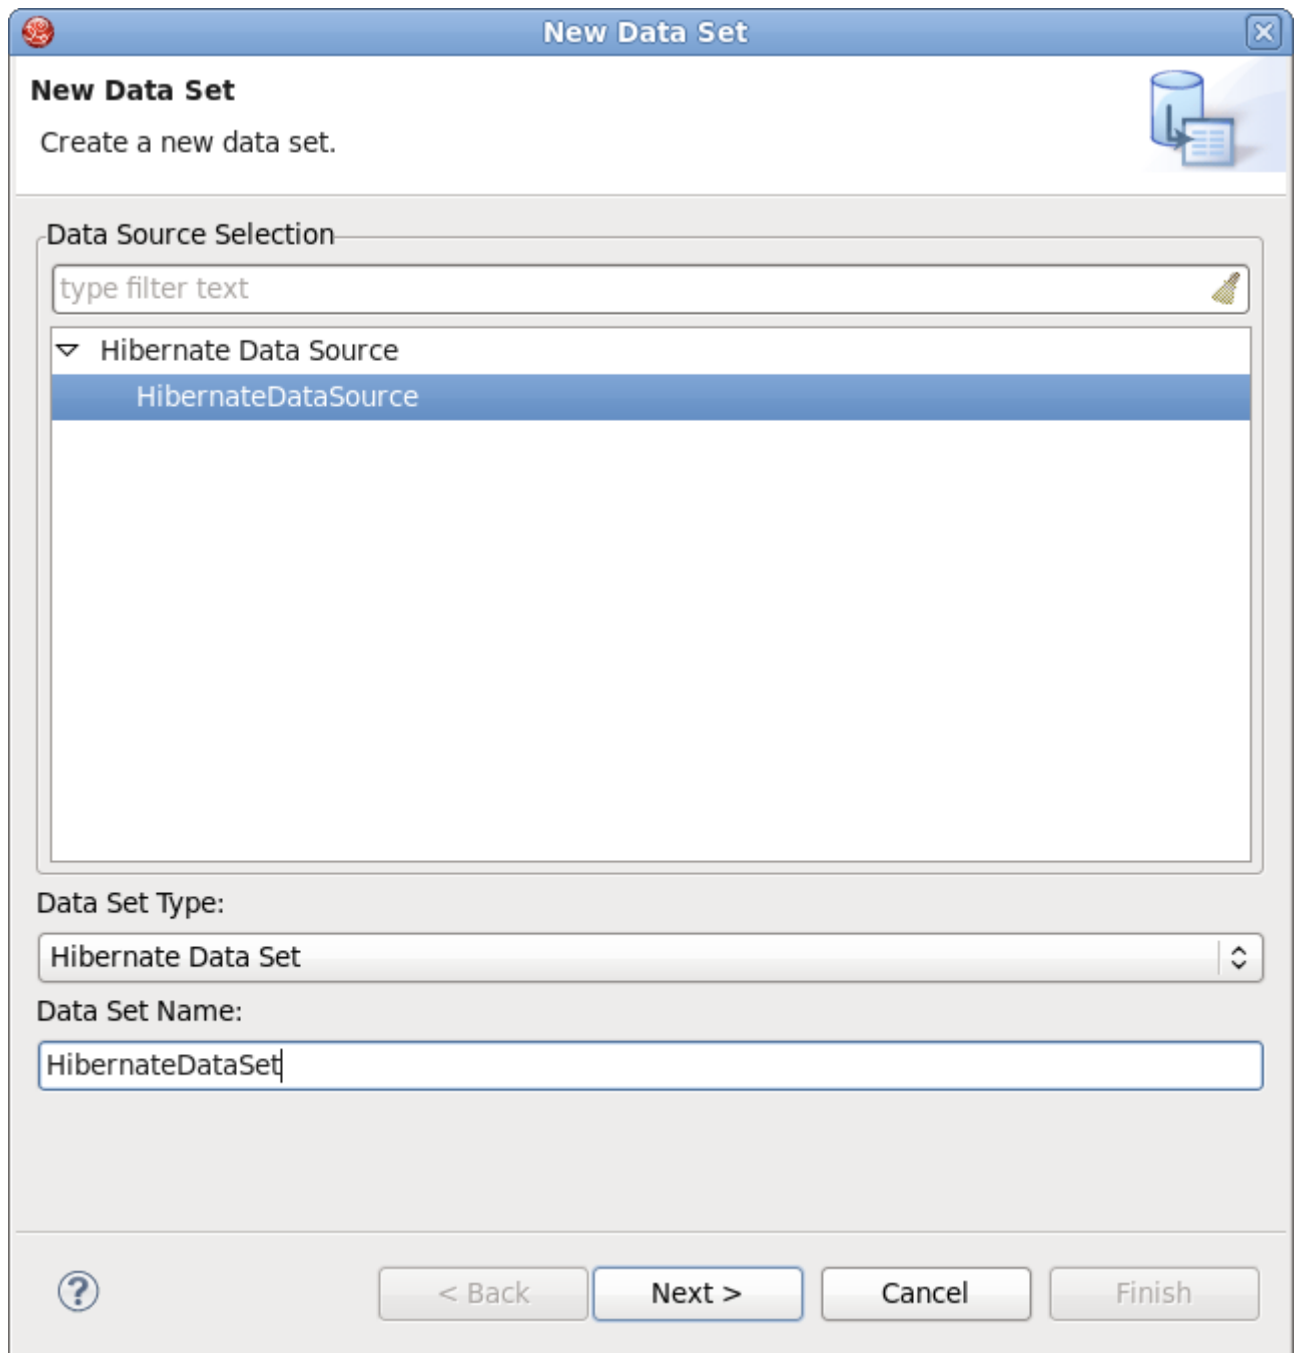 New Data Set
New Data Set
Create a new data set.
Data Source Selection
type filter text
Hibernate Data Source
HibernateDataSource
Data Set Type:
Hibernate Data Set
Data Set Name:
HibernateDataSet
< Back Next > Cancel Finish